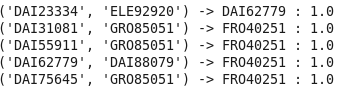 ('DAI23334', 'ELE92920') -> DAI62779 : 1.0
('DAI31081', 'GRO85051') -> FRO40251 : 1.0
('DAI55911', 'GRO85051') -> FRO40251 : 1.0
('DAI62779', 'DAI88079') -> FRO40251 : 1.0
('DAI75645', 'GRO85051') -> FRO40251 : 1.0